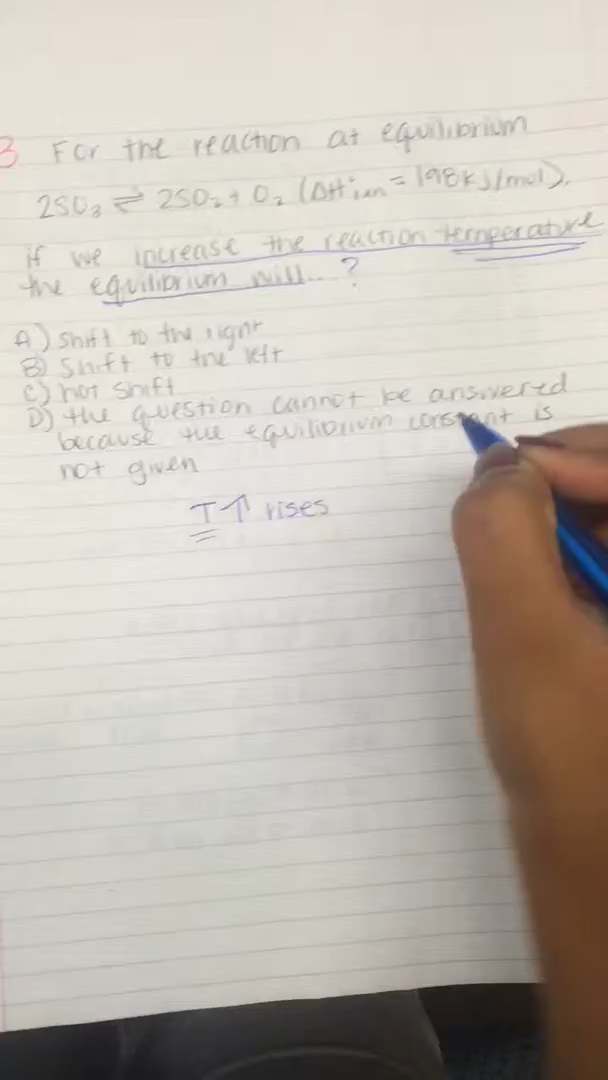 3 For the reaction at equilibrium
2SO₃ ⇌ 2SO₂ + O₂ (ΔH° = 198kJ/mol),
if we increase the reaction temperature
the equilibrium will...?
A) shift to the right
B) Shift to the left
C) not shift
D) the question cannot be answered
because the equilibrium constant is
not given
T↑ rises